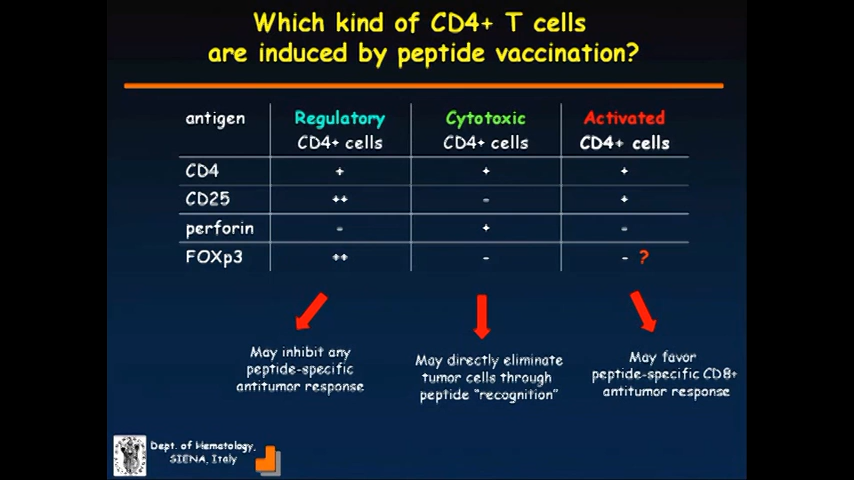 Which kind of CD4+ T cells
are induced by peptide vaccination?
antigen Regulatory CD4+ cells Cytotoxic CD4+ cells Activated CD4+ cells
CD4 + + +
CD25 ++ - +
perforin - + -
FOXp3 ++ - - ?
May inhibit any
peptide-specific
antitumor response
May directly eliminate
tumor cells through
peptide “recognition”
May favor
peptide-specific CD8+
antitumor response
Dept. of Hematology,
SIENA, Italy